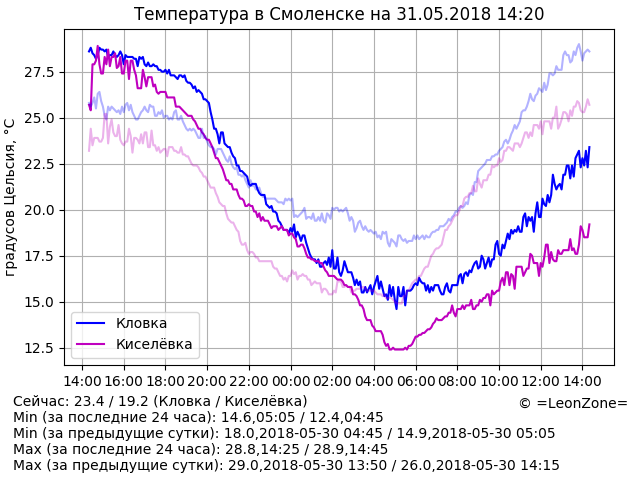 Температура в Смоленске на 31.05.2018 14:20
градусов Цельсия, °C
27.5
25.0
22.5
20.0
17.5
15.0
12.5
Кловка
Киселёвка
14:00 16:00 18:00 20:00 22:00 00:00 02:00 04:00 06:00 08:00 10:00 12:00 14:00
Сейчас: 23.4 / 19.2 (Кловка / Киселёвка)
© =LeonZone=
Min (за последние 24 часа): 14.6,05:05 / 12.4,04:45
Min (за предыдущие сутки): 18.0,2018-05-30 04:45 / 14.9,2018-05-30 05:05
Max (за последние 24 часа): 28.8,14:25 / 28.9,14:45
Max (за предыдущие сутки): 29.0,2018-05-30 13:50 / 26.0,2018-05-30 14:15